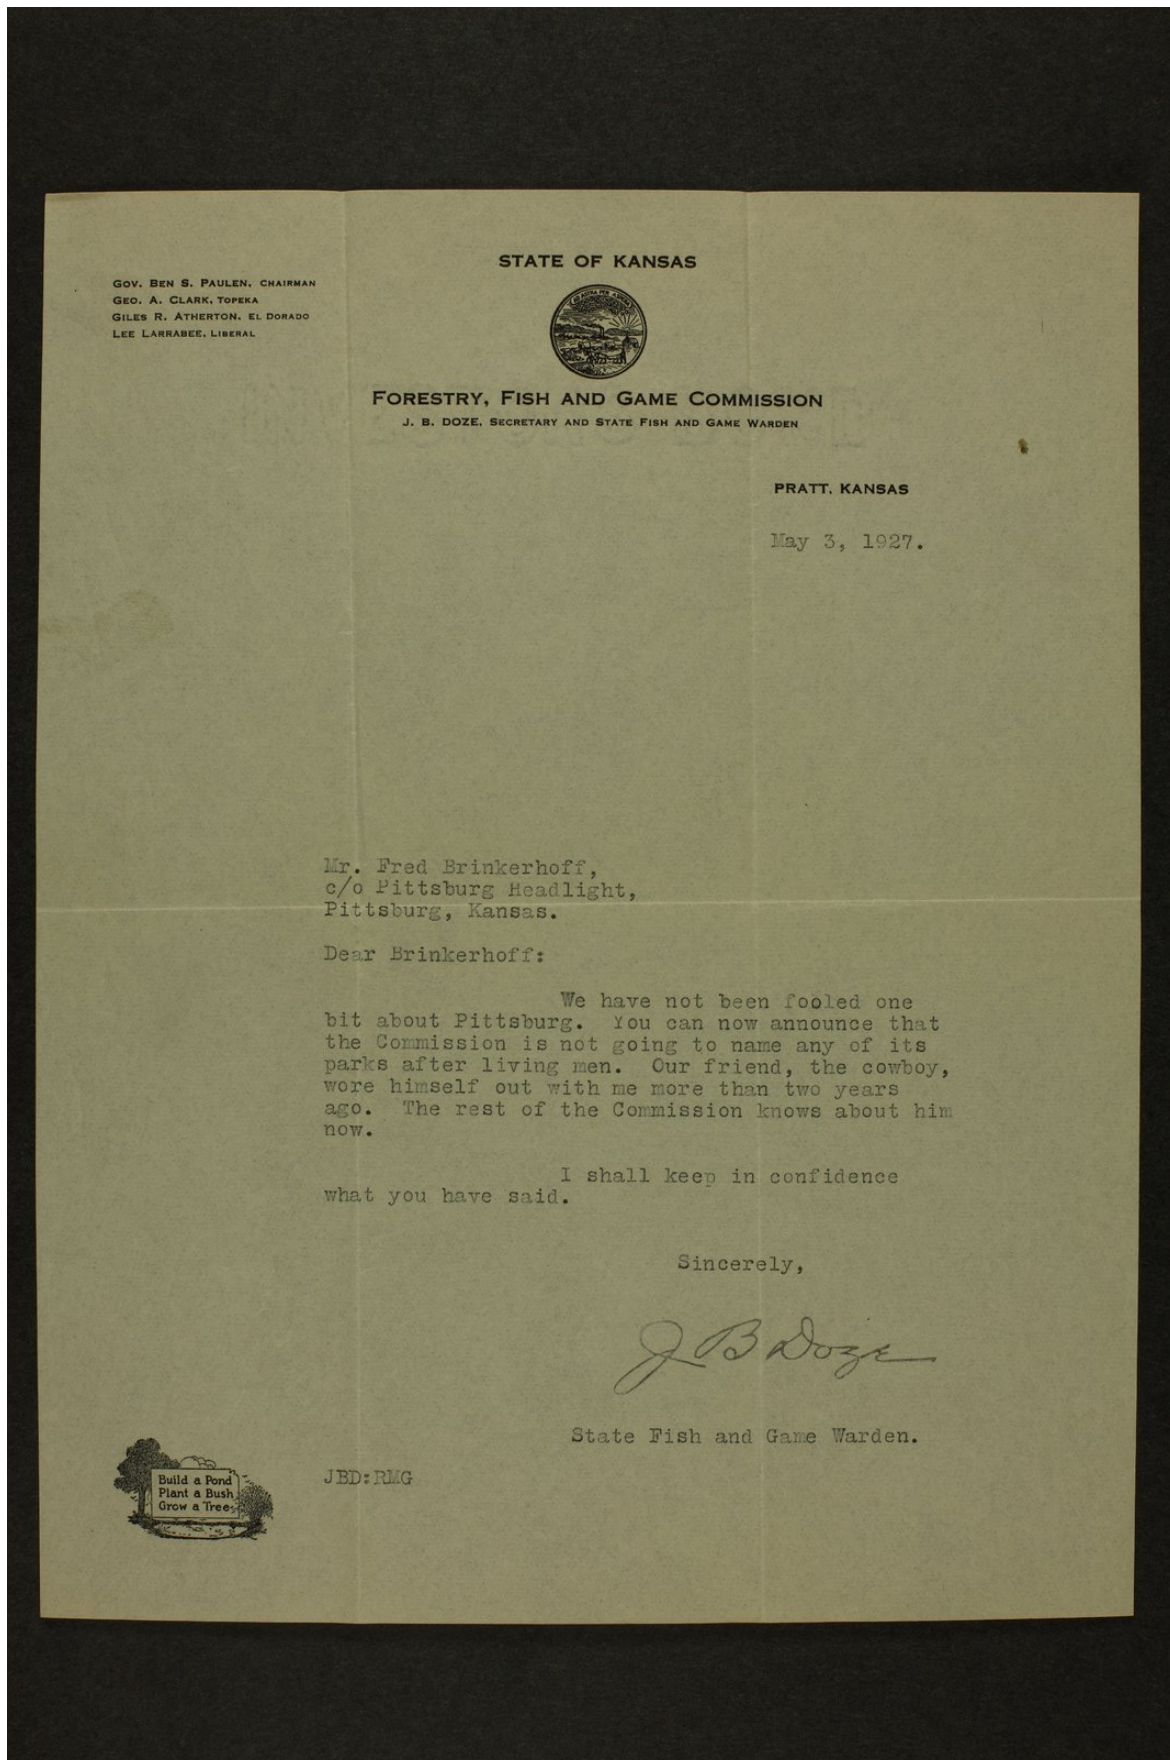 STATE OF KANSAS
GOV. BEN S. PAULEN, CHAIRMAN
GEO. A. CLARK, TOPEKA
GILES R. ATHERTON, EL DORADO
LEE LARRABEE, LIBERAL
AD ASTRA PER ASPERA
FORESTRY, FISH AND GAME COMMISSION
J. B. DOZE, SECRETARY AND STATE FISH AND GAME WARDEN
PRATT, KANSAS
May 3, 1927.
Mr. Fred Brinkerhoff,
c/o Pittsburg Headlight,
Pittsburg, Kansas.
Dear Brinkerhoff:
We have not been fooled one
bit about Pittsburg. You can now announce that
the Commission is not going to name any of its
parks after living men. Our friend, the cowboy,
wore himself out with me more than two years
ago. The rest of the Commission knows about him
now.
I shall keep in confidence
what you have said.
Sincerely,
J B Doze
State Fish and Game Warden.
JBD:RMG
Build a Pond
Plant a Bush
Grow a Tree